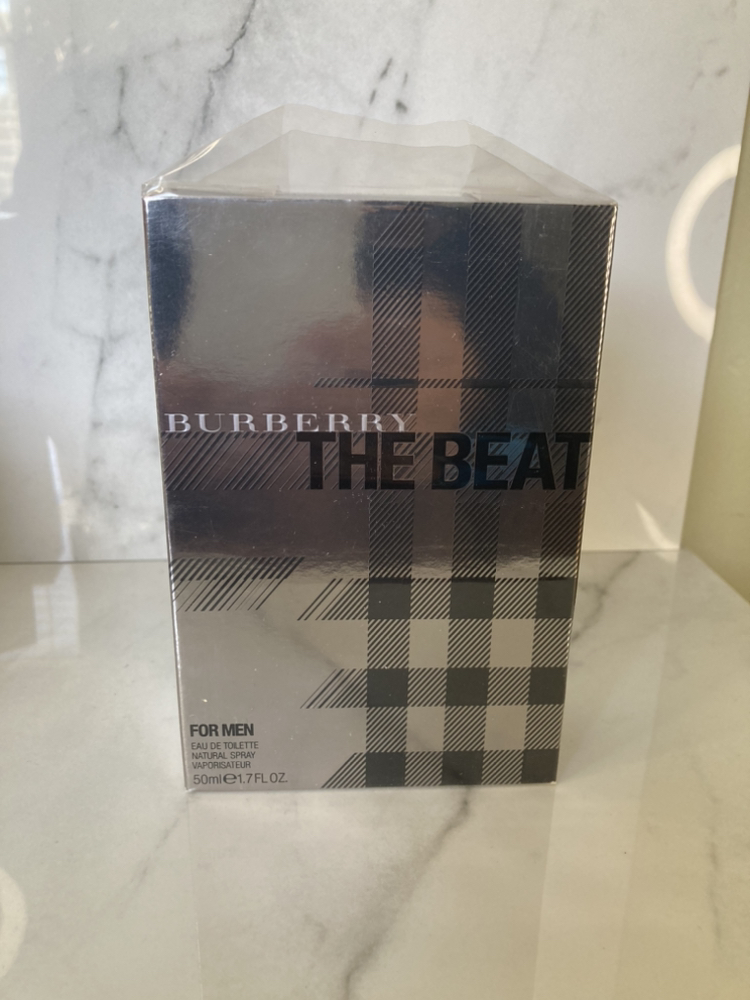 BURBERRY
THE BEAT
FOR MEN
EAU DE TOILETTE
NATURAL SPRAY
VAPORISATEUR
50ml℮1.7 FL OZ.